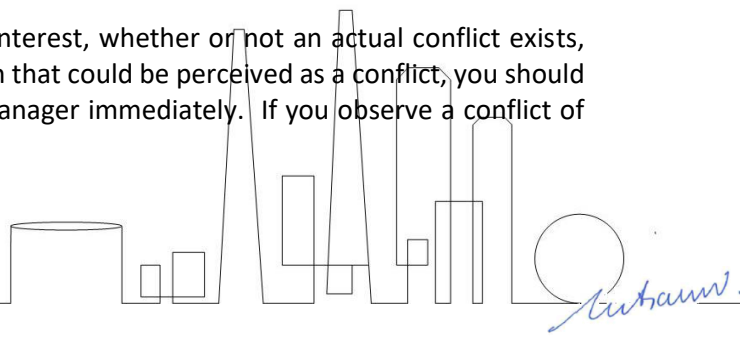 nterest, whether or not an actual conflict exists,
that could be perceived as a conflict, you should
anager immediately. If you observe a conflict of